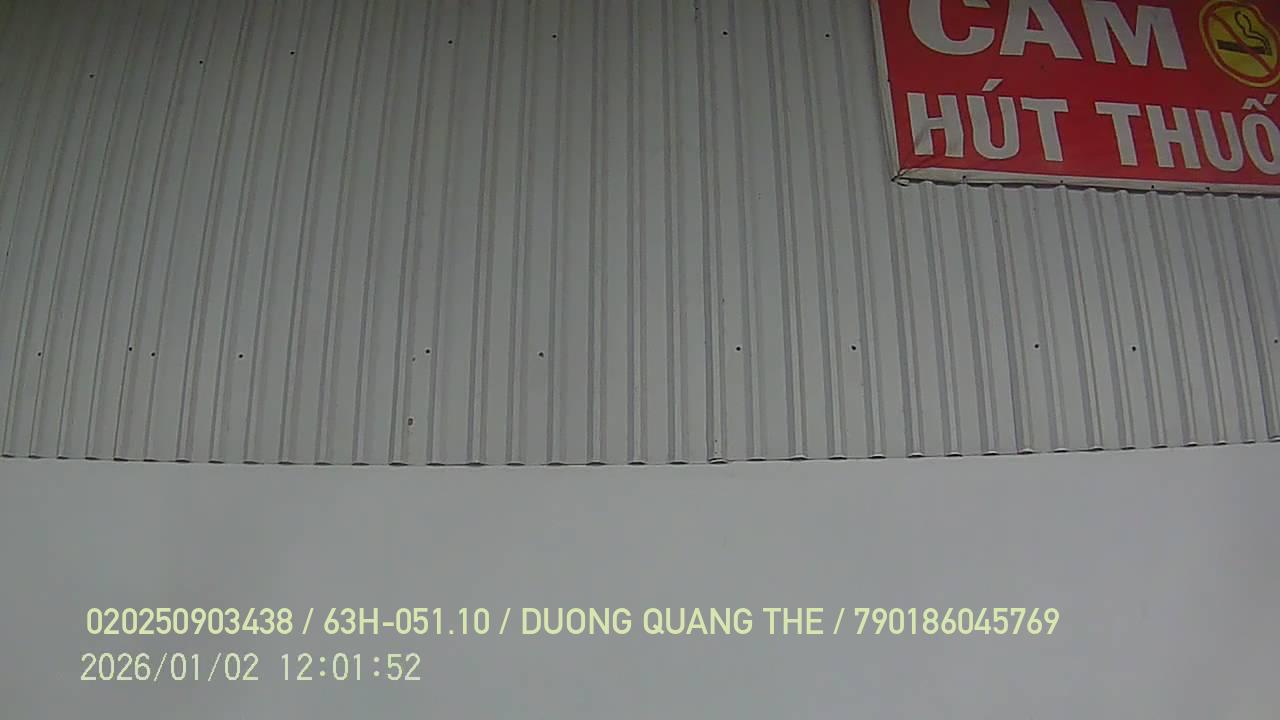 CẤM
HÚT THUỐ
020250903438 / 63H-051.10 / DUONG QUANG THE / 790186045769
2026/01/02 12:01:52